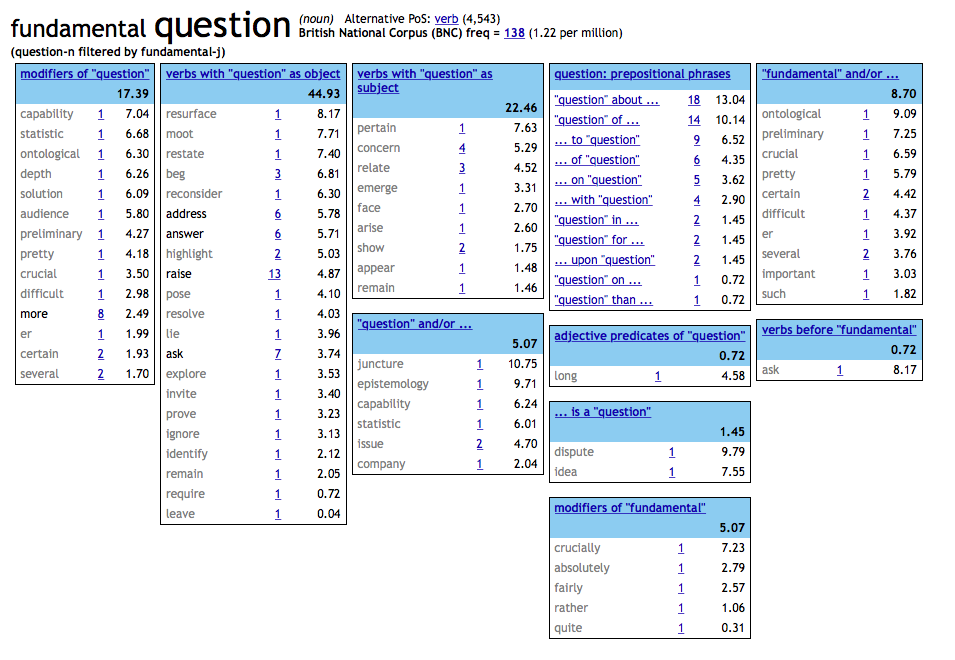 fundamental question (noun) Alternative PoS: verb (4,543)
British National Corpus (BNC) freq = 138 (1.22 per million)
(question-n filtered by fundamental-j)
modifiers of "question"
17.39
capability 1 7.04
statistic 1 6.68
ontological 1 6.30
depth 1 6.26
solution 1 6.09
audience 1 5.80
preliminary 1 4.27
pretty 1 4.18
crucial 1 3.50
difficult 1 2.98
more 8 2.49
er 1 1.99
certain 2 1.93
several 2 1.70
verbs with "question" as object
44.93
resurface 1 8.17
moot 1 7.71
restate 1 7.40
beg 3 6.81
reconsider 1 6.30
address 6 5.78
answer 6 5.71
highlight 2 5.03
raise 13 4.87
pose 1 4.10
resolve 1 4.03
lie 1 3.96
ask 7 3.74
explore 1 3.53
invite 1 3.40
prove 1 3.23
ignore 1 3.13
identify 1 2.12
remain 1 2.05
require 1 0.72
leave 1 0.04
verbs with "question" as
subject
22.46
pertain 1 7.63
concern 4 5.29
relate 3 4.52
emerge 1 3.31
face 1 2.70
arise 1 2.60
show 2 1.75
appear 1 1.48
remain 1 1.46
"question" and/or ...
5.07
juncture 1 10.75
epistemology 1 9.71
capability 1 6.24
statistic 1 6.01
issue 2 4.70
company 1 2.04
question: prepositional phrases
"question" about ... 18 13.04
"question" of ... 14 10.14
... to "question" 9 6.52
... of "question" 6 4.35
... on "question" 5 3.62
... with "question" 4 2.90
"question" in ... 2 1.45
"question" for ... 2 1.45
... upon "question" 2 1.45
"question" on ... 1 0.72
"question" than ... 1 0.72
adjective predicates of "question"
0.72
long 1 4.58
... is a "question"
1.45
dispute 1 9.79
idea 1 7.55
modifiers of "fundamental"
5.07
crucially 1 7.23
absolutely 1 2.79
fairly 1 2.57
rather 1 1.06
quite 1 0.31
"fundamental" and/or ...
8.70
ontological 1 9.09
preliminary 1 7.25
crucial 1 6.59
pretty 1 5.79
certain 2 4.42
difficult 1 4.37
er 1 3.92
several 2 3.76
important 1 3.03
such 1 1.82
verbs before "fundamental"
0.72
ask 1 8.17